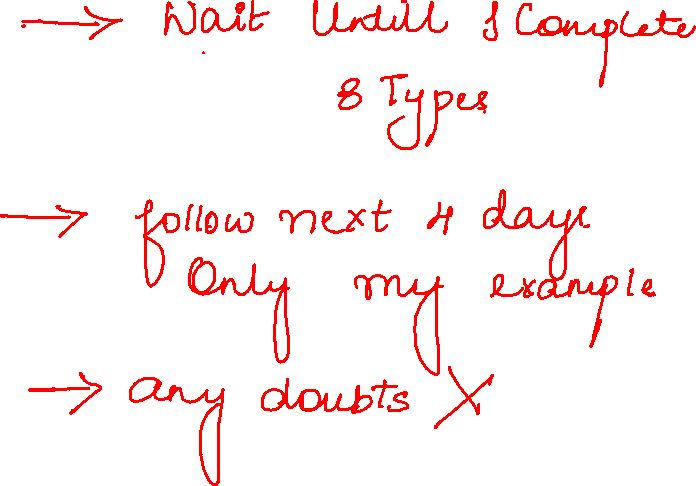 → Wait Untill I Complete
8 Types
→ follow next 4 days
Only my example
→ any doubts X